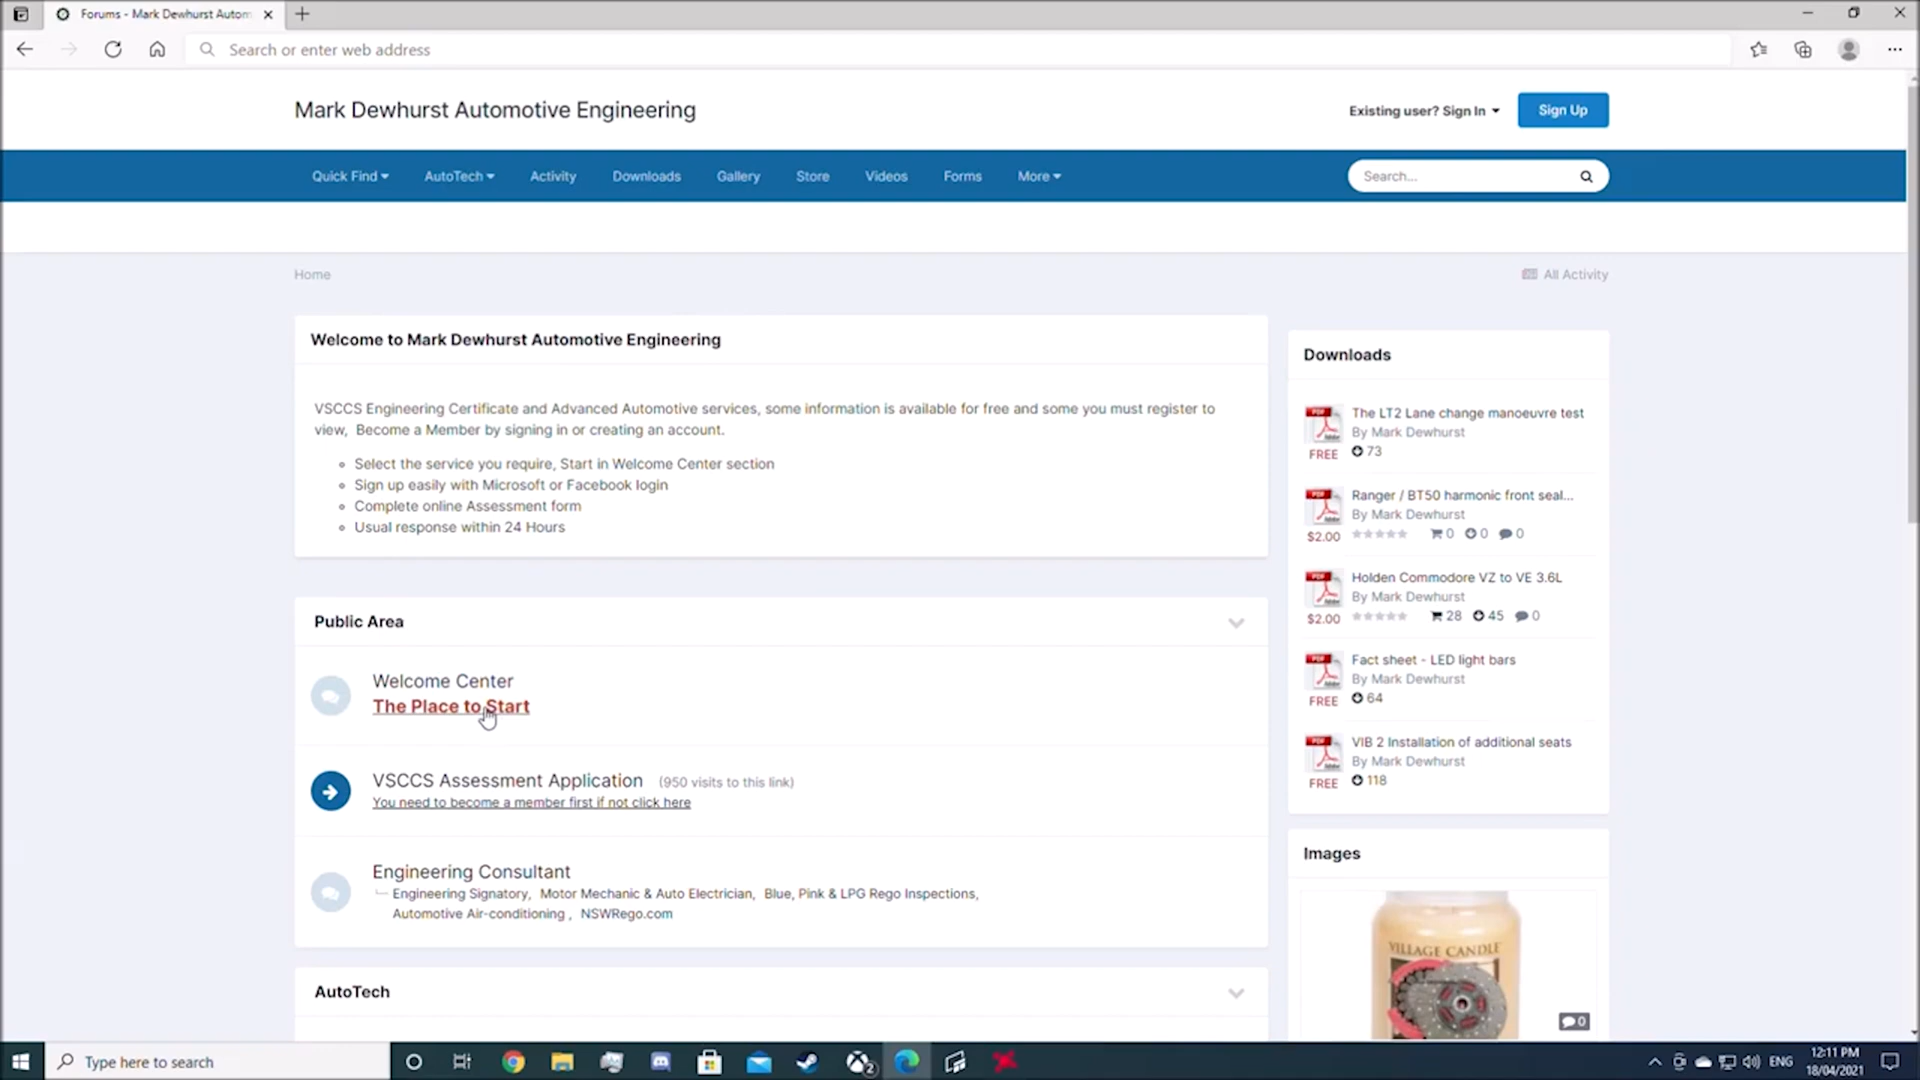 Forums - Mark Dewhurst Autom
Search or enter web address
Mark Dewhurst Automotive Engineering
Existing user? Sign In
Sign Up
Quick Find
AutoTech
Activity
Downloads
Gallery
Store
Videos
Forms
More
Search...
Home
All Activity
Welcome to Mark Dewhurst Automotive Engineering
VSCCS Engineering Certificate and Advanced Automotive services, some information is available for free and some you must register to
view, Become a Member by signing in or creating an account.
Select the service you require, Start in Welcome Center section
Sign up easily with Microsoft or Facebook login
Complete online Assessment form
Usual response within 24 Hours
Public Area
Welcome Center
The Place to Start
VSCCS Assessment Application (950 visits to this link)
You need to become a member first if not click here
Engineering Consultant
Engineering Signatory, Motor Mechanic & Auto Electrician, Blue, Pink & LPG Rego Inspections,
Automotive Air-conditioning , NSWRego.com
AutoTech
Downloads
PDF
Adobe
The LT2 Lane change manoeuvre test
By Mark Dewhurst
FREE
73
PDF
Adobe
Ranger / BT50 harmonic front seal...
By Mark Dewhurst
$2.00
0 0 0
PDF
Adobe
Holden Commodore VZ to VE 3.6L
By Mark Dewhurst
$2.00
28 45 0
PDF
Adobe
Fact sheet - LED light bars
By Mark Dewhurst
FREE
64
PDF
Adobe
VIB 2 Installation of additional seats
By Mark Dewhurst
FREE
118
Images
VILLAGE CANDLE
0
Type here to search
2
ENG
12:11 PM
18/04/2021